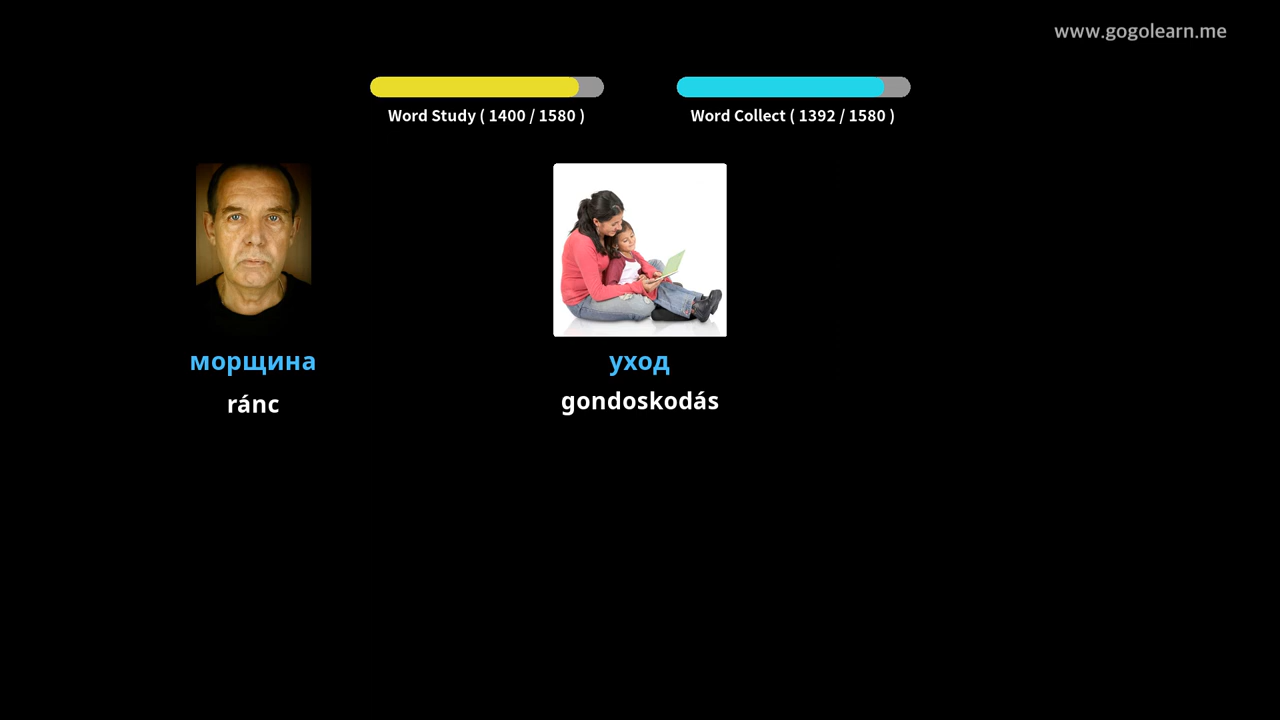 www.gogolearn.me
Word Study ( 1400 / 1580 )
Word Collect ( 1392 / 1580 )
морщина
ránc
уход
gondoskodás